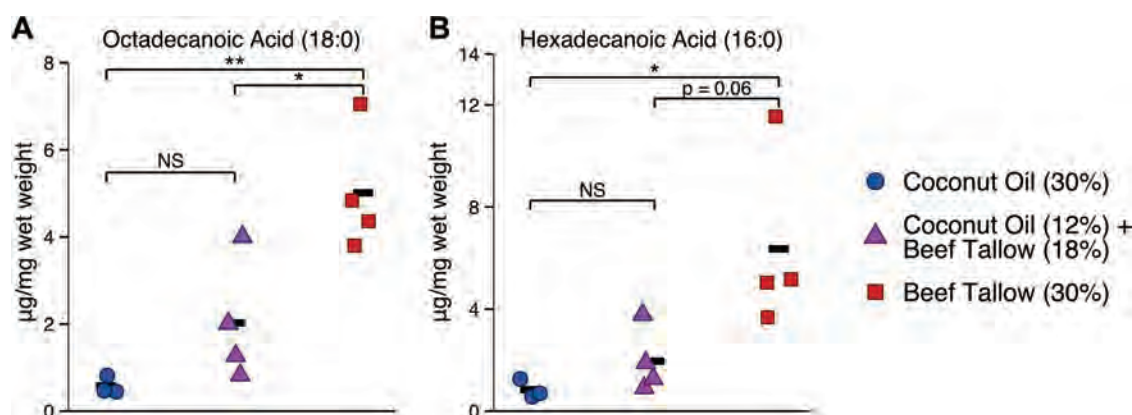 A
Octadecanoic Acid (18:0)
**
*
NS
8
6
4
2
0
µg/mg wet weight
B
Hexadecanoic Acid (16:0)
*
p = 0.06
NS
14
12
8
4
0
µg/mg wet weight
Coconut Oil (30%)
Coconut Oil (12%) +
Beef Tallow (18%)
Beef Tallow (30%)